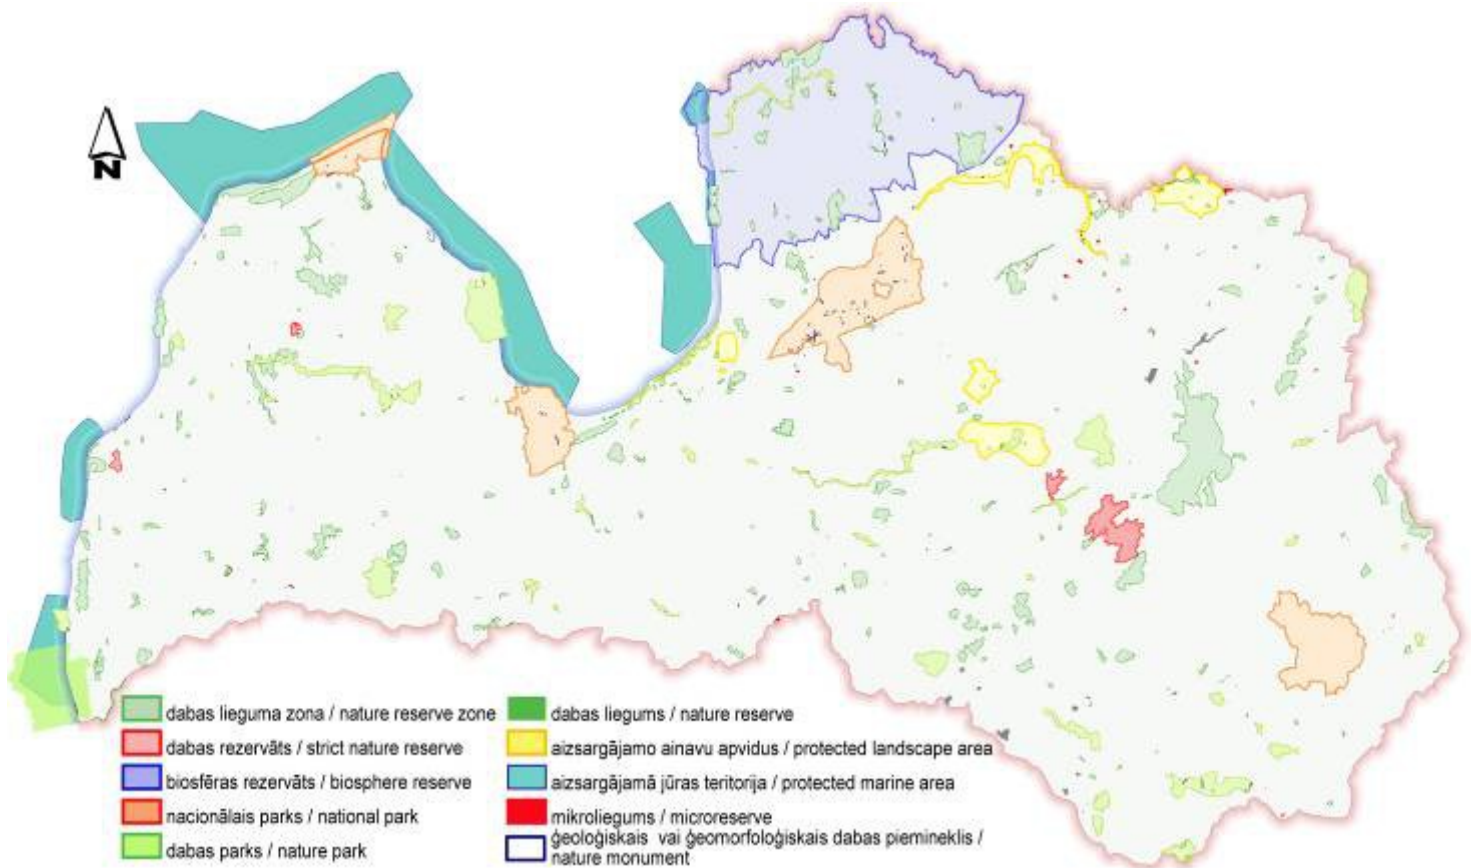 N
dabas lieguma zona / nature reserve zone
dabas rezervāts / strict nature reserve
biosfēras rezervāts / biosphere reserve
nacionālais parks / national park
dabas parks / nature park
dabas liegums / nature reserve
aizsargājamo ainavu apvidus / protected landscape area
aizsargājamā jūras teritorija / protected marine area
mikroliegums / microreserve
ģeoloģiskais vai ģeomorfoloģiskais dabas piemineklis /
nature monument